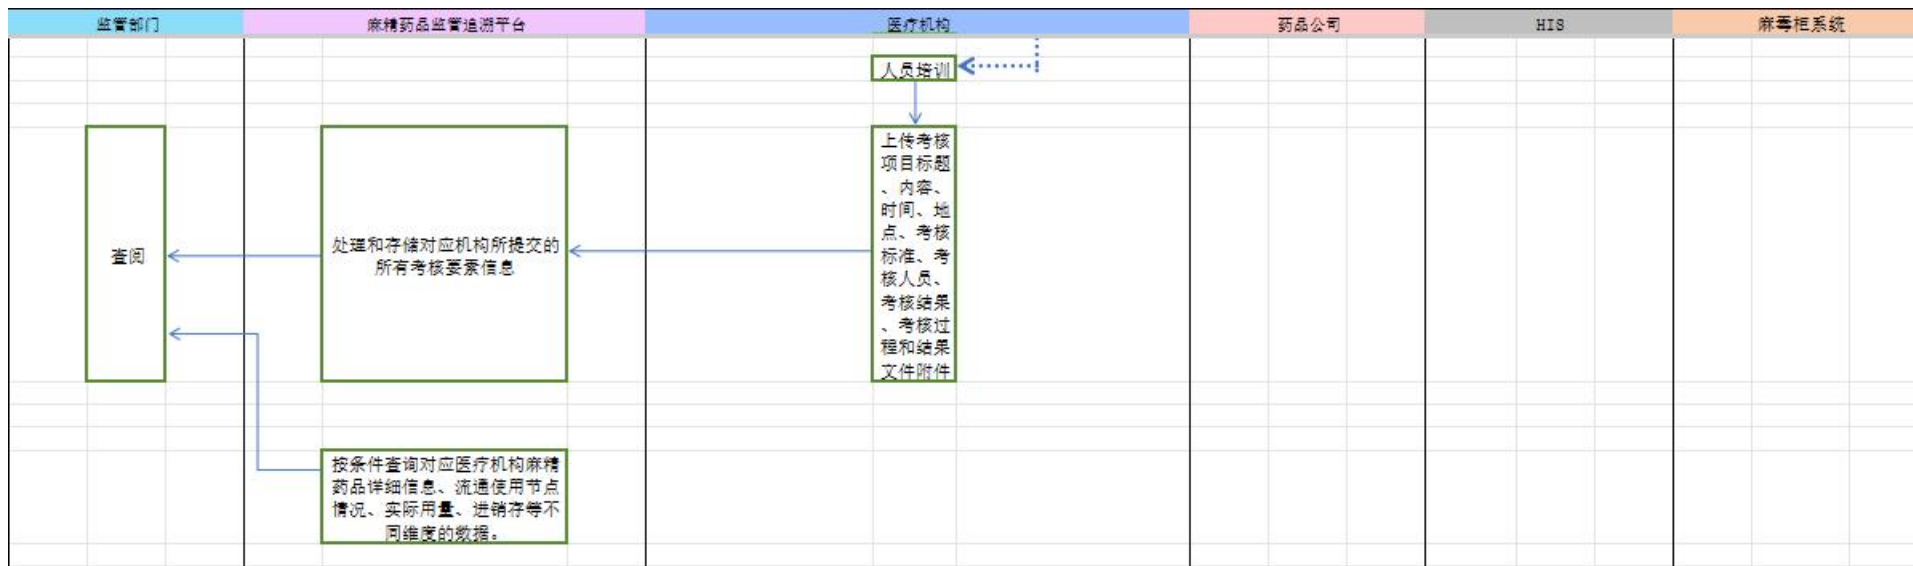 监管部门
麻精药品监管追溯平台
医疗机构
药品公司
HIS
麻毒柜系统
人员培训
上传考核
项目标题
、内容、
时间、地
点、考核
标准、考
核人员、
考核结果
、考核过
程和结果
文件附件
处理和存储对应机构所提交的
所有考核要素信息
查阅
按条件查询对应医疗机构麻精
药品详细信息、流通使用节点
情况、实际用量、进销存等不
同维度的数据。